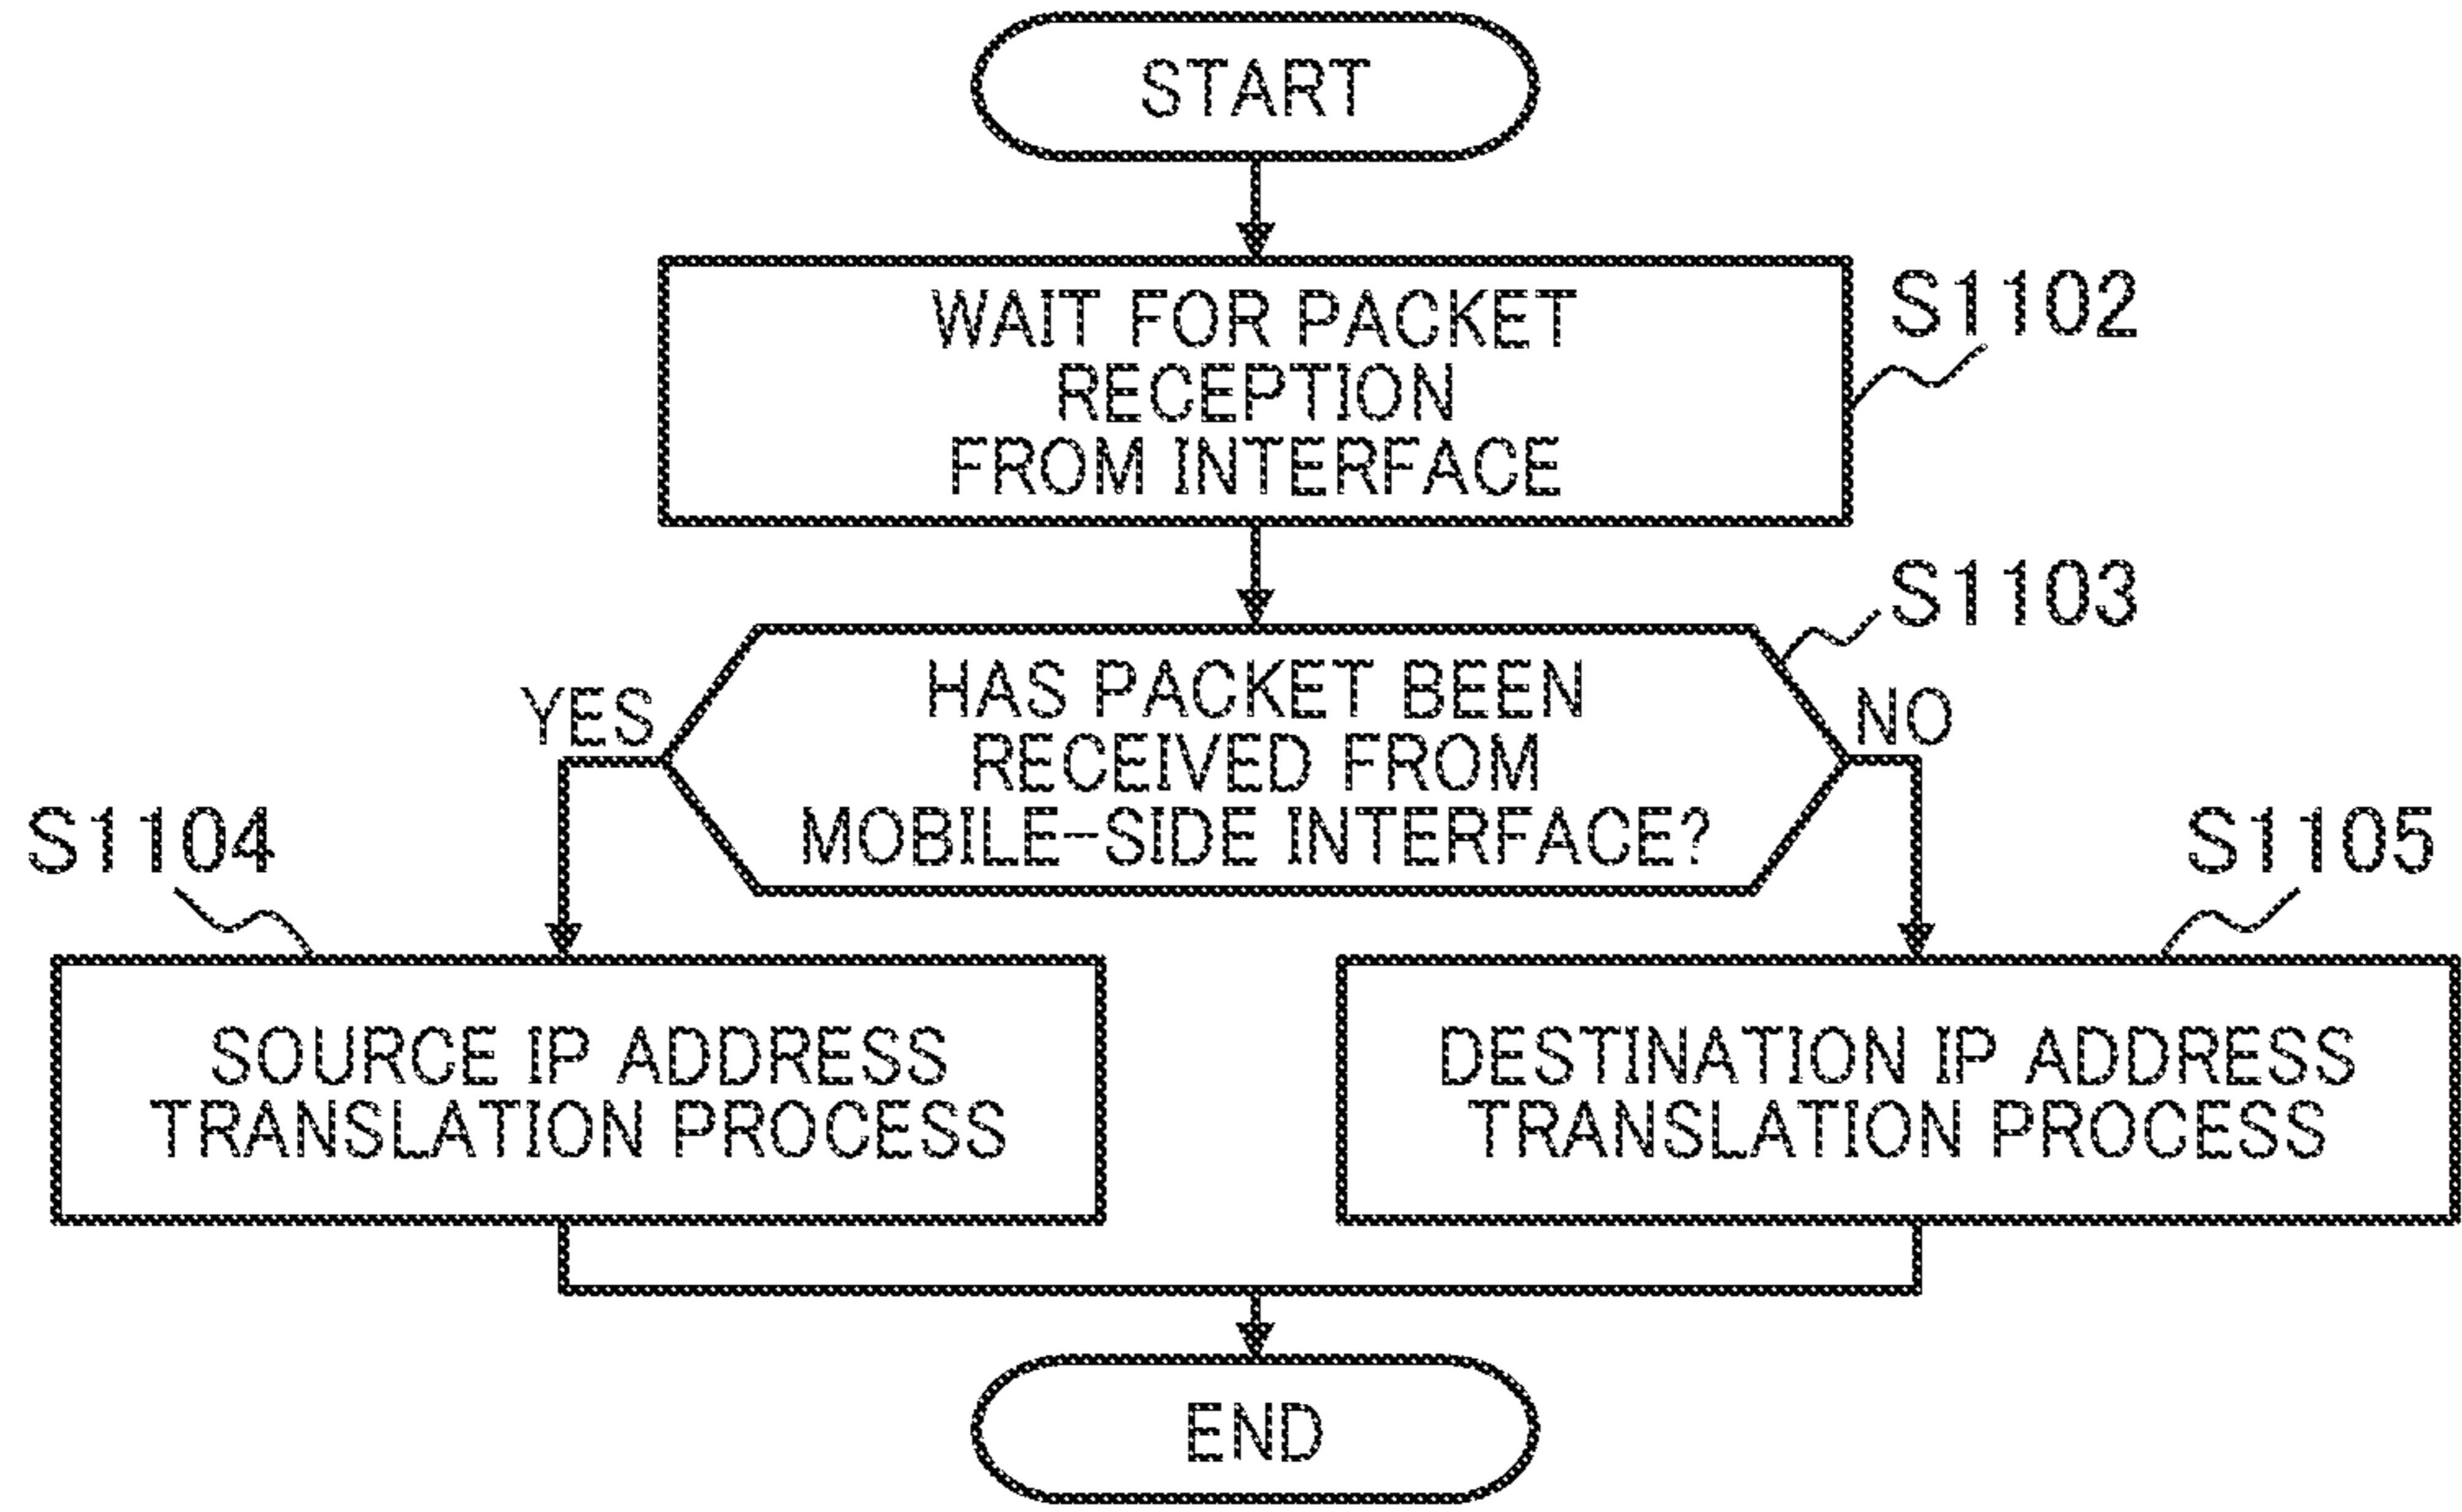 START
WAIT FOR PACKET
RECEPTION
FROM INTERFACE
S1102
S1103
HAS PACKET BEEN
RECEIVED FROM
MOBILE-SIDE INTERFACE?
YES
NO
S1104
S1105
SOURCE IP ADDRESS
TRANSLATION PROCESS
DESTINATION IP ADDRESS
TRANSLATION PROCESS
END